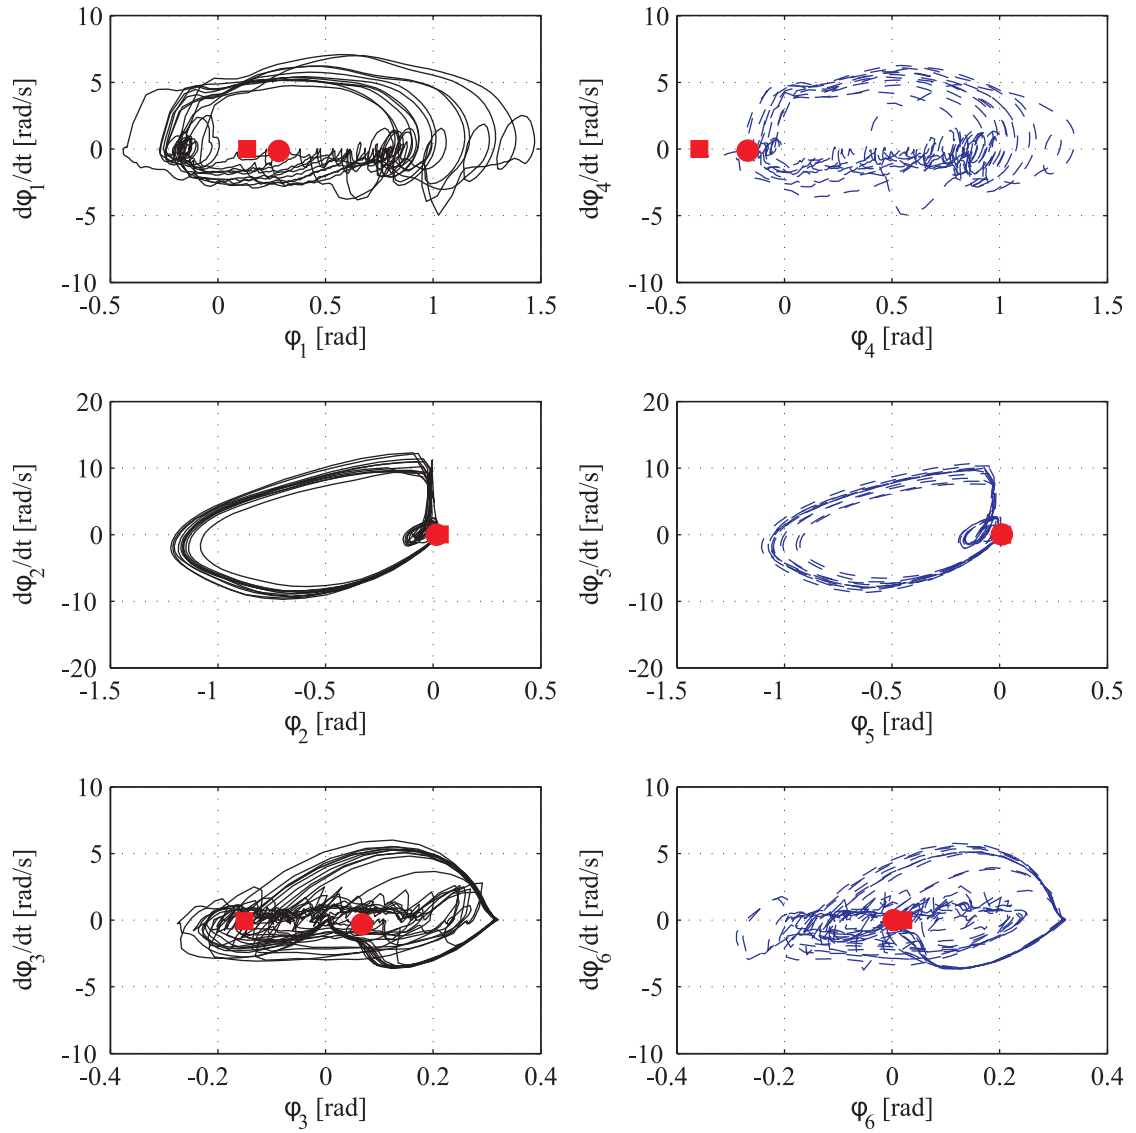 10
5
0
-5
-10
dφ1/dt [rad/s]
-0.5 0 0.5 1 1.5
φ1 [rad]
10
5
0
-5
-10
dφ4/dt [rad/s]
-0.5 0 0.5 1 1.5
φ4 [rad]
20
10
0
-10
-20
dφ2/dt [rad/s]
-1.5 -1 -0.5 0 0.5
φ2 [rad]
20
10
0
-10
-20
dφ5/dt [rad/s]
-1.5 -1 -0.5 0 0.5
φ5 [rad]
10
5
0
-5
-10
dφ3/dt [rad/s]
-0.4 -0.2 0 0.2 0.4
φ3 [rad]
10
5
0
-5
-10
dφ6/dt [rad/s]
-0.4 -0.2 0 0.2 0.4
φ6 [rad]